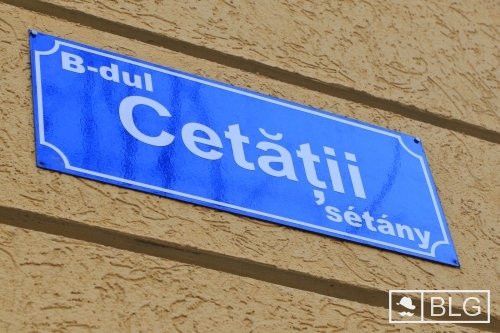 B-dul
Cetății
sétány
BLG